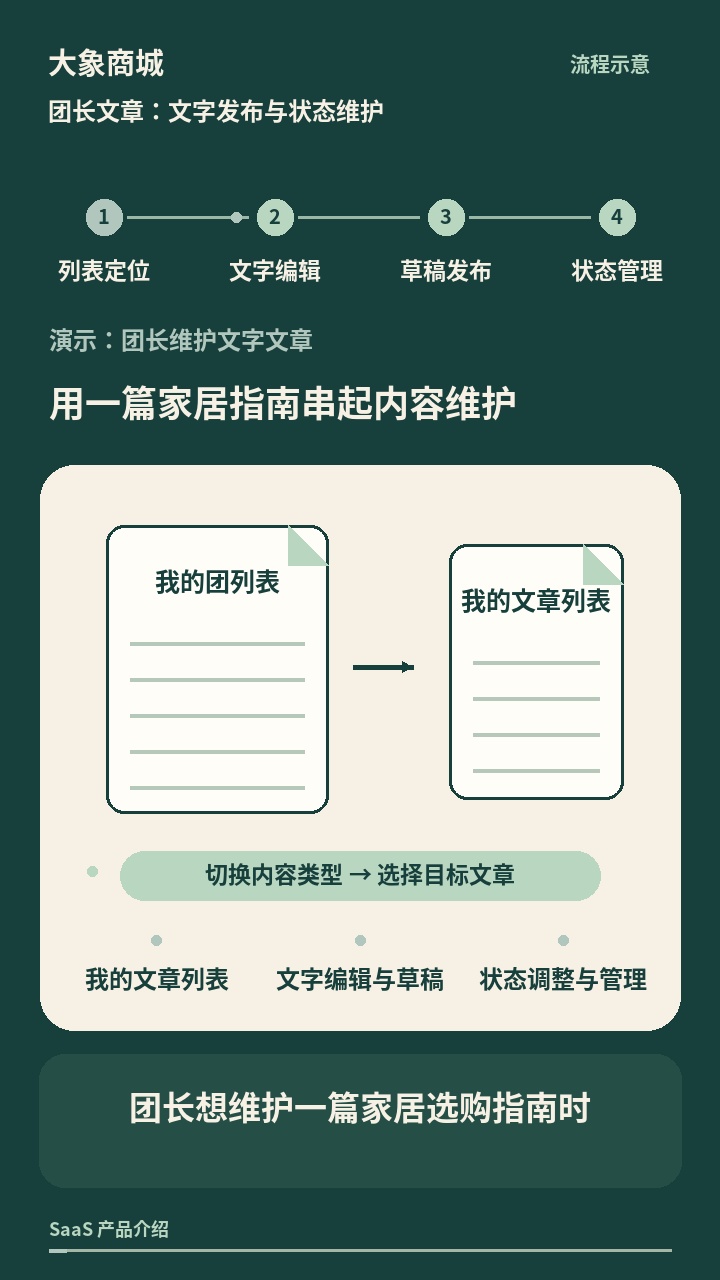 大象商城
流程示意
团长文章：文字发布与状态维护
1
2
3
4
列表定位
文字编辑
草稿发布
状态管理
演示：团长维护文字文章
用一篇家居指南串起内容维护
我的团列表
我的文章列表
切换内容类型 → 选择目标文章
我的文章列表
文字编辑与草稿
状态调整与管理
团长想维护一篇家居选购指南时
SaaS 产品介绍